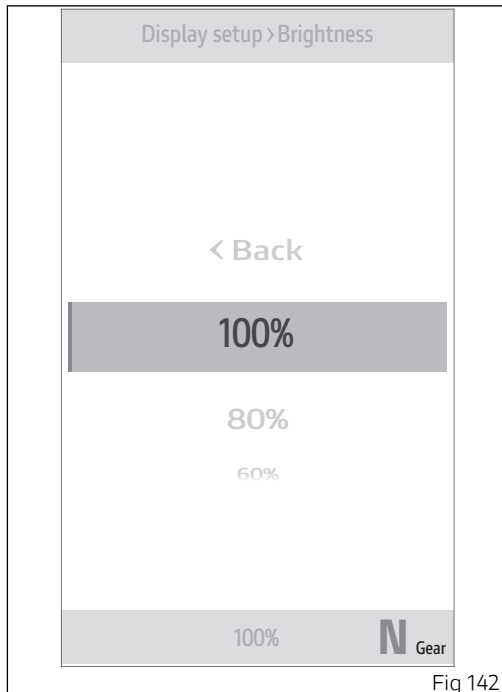 Display setup › Brightness
‹ Back
100%
80%
60%
100% N Gear
Fig 142